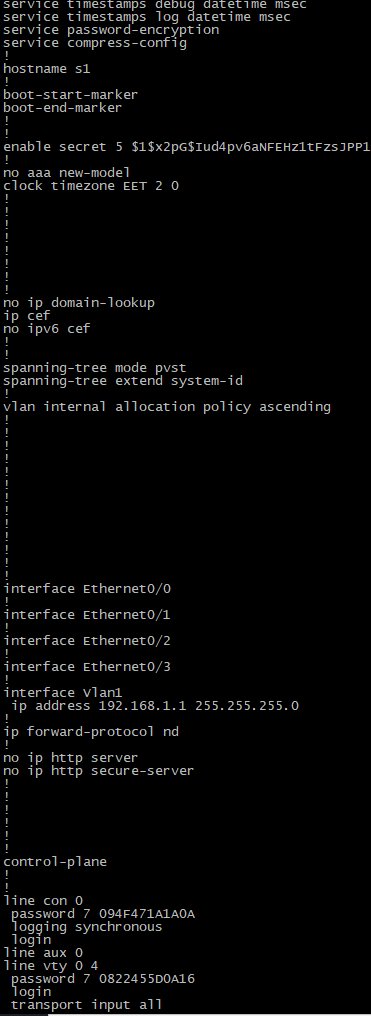 service timestamps debug datetime msec
service timestamps log datetime msec
service password-encryption
service compress-config
!
hostname s1
!
boot-start-marker
boot-end-marker
!
!
enable secret 5 $1$x2pG$Iud4pv6aNFEHz1tFzsJPP1
!
no aaa new-model
clock timezone EET 2 0
!
!
!
!
!
!
!
!
no ip domain-lookup
ip cef
no ipv6 cef
!
!
spanning-tree mode pvst
spanning-tree extend system-id
!
vlan internal allocation policy ascending
!
!
!
!
!
!
!
!
!
!
!
!
!
interface Ethernet0/0
!
interface Ethernet0/1
!
interface Ethernet0/2
!
interface Ethernet0/3
!
interface Vlan1
 ip address 192.168.1.1 255.255.255.0
!
ip forward-protocol nd
!
no ip http server
no ip http secure-server
!
!
!
!
!
!
control-plane
!
!
line con 0
 password 7 094F471A1A0A
 logging synchronous
 login
line aux 0
line vty 0 4
 password 7 0822455D0A16
 login
 transport input all